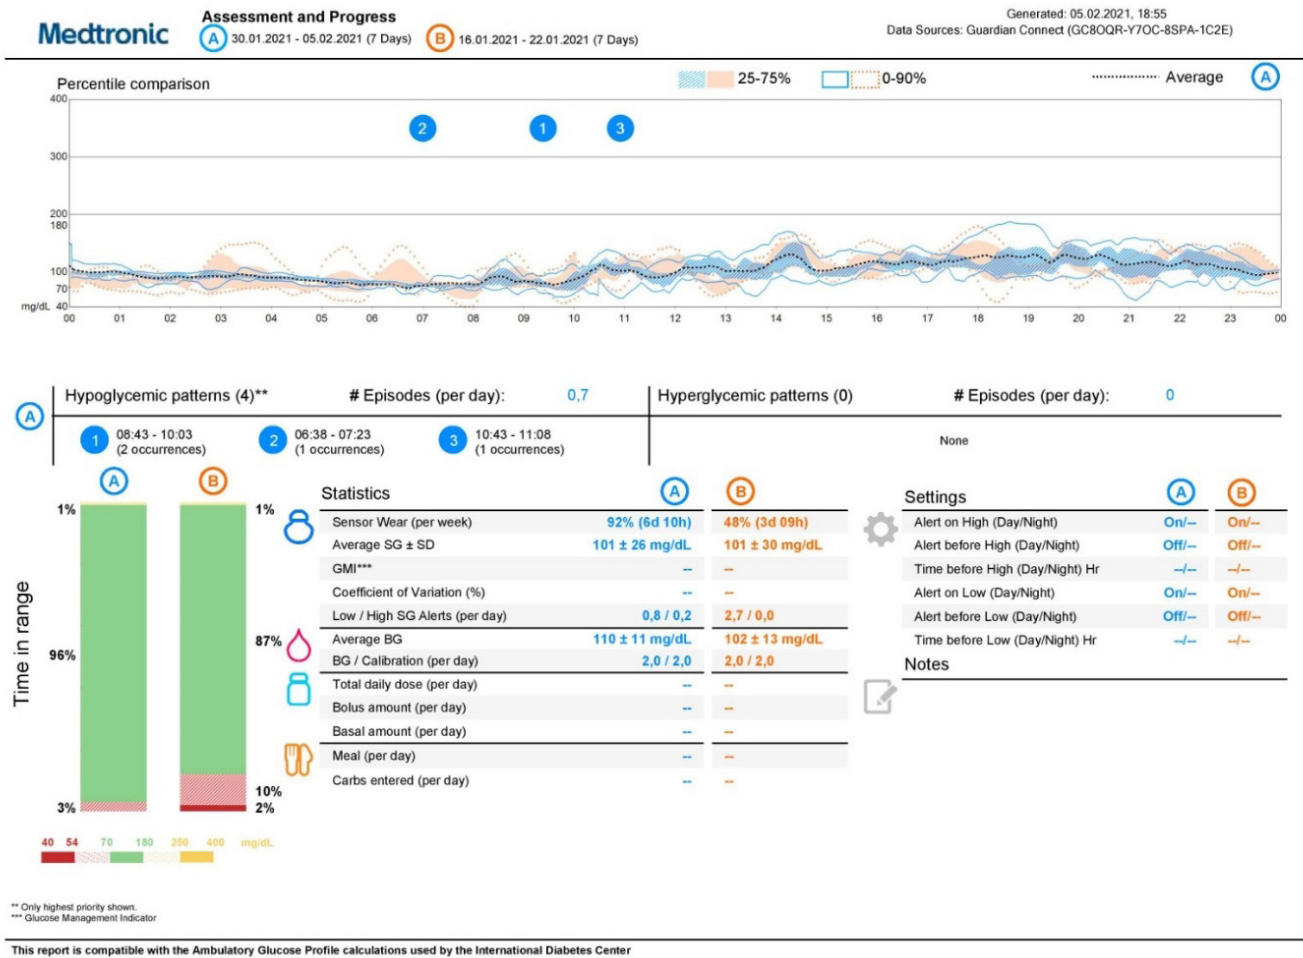 Medtronic
Assessment and Progress
A 30.01.2021 - 05.02.2021 (7 Days) B 16.01.2021 - 22.01.2021 (7 Days)
Generated: 05.02.2021, 18:55
Data Sources: Guardian Connect (GC8OQR-Y7OC-8SPA-1C2E)
Percentile comparison
25-75% 0-90% Average A
400
300
200
180
100
70
mg/dL 40
2 1 3
00 01 02 03 04 05 06 07 08 09 10 11 12 13 14 15 16 17 18 19 20 21 22 23 00
A
Hypoglycemic patterns (4)** # Episodes (per day): 0,7
1 08:43 - 10:03 (2 occurrences)
2 06:38 - 07:23 (1 occurrences)
3 10:43 - 11:08 (1 occurrences)
Hyperglycemic patterns (0) # Episodes (per day): 0
None
Time in range
A B
1% 1%
96% 87%
3% 10%
2%
40 54 70 180 250 400 mg/dL
Statistics A B
Sensor Wear (per week) 92% (6d 10h) 48% (3d 09h)
Average SG ± SD 101 ± 26 mg/dL 101 ± 30 mg/dL
GMI*** -- --
Coefficient of Variation (%) -- --
Low / High SG Alerts (per day) 0,8 / 0,2 2,7 / 0,0
Average BG 110 ± 11 mg/dL 102 ± 13 mg/dL
BG / Calibration (per day) 2,0 / 2,0 2,0 / 2,0
Total daily dose (per day) -- --
Bolus amount (per day) -- --
Basal amount (per day) -- --
Meal (per day) -- --
Carbs entered (per day) -- --
Settings A B
Alert on High (Day/Night) On/-- On/--
Alert before High (Day/Night) Off/-- Off/--
Time before High (Day/Night) Hr --/-- --/--
Alert on Low (Day/Night) On/-- On/--
Alert before Low (Day/Night) Off/-- Off/--
Time before Low (Day/Night) Hr --/-- --/--
Notes
** Only highest priority shown.
*** Glucose Management Indicator
This report is compatible with the Ambulatory Glucose Profile calculations used by the International Diabetes Center